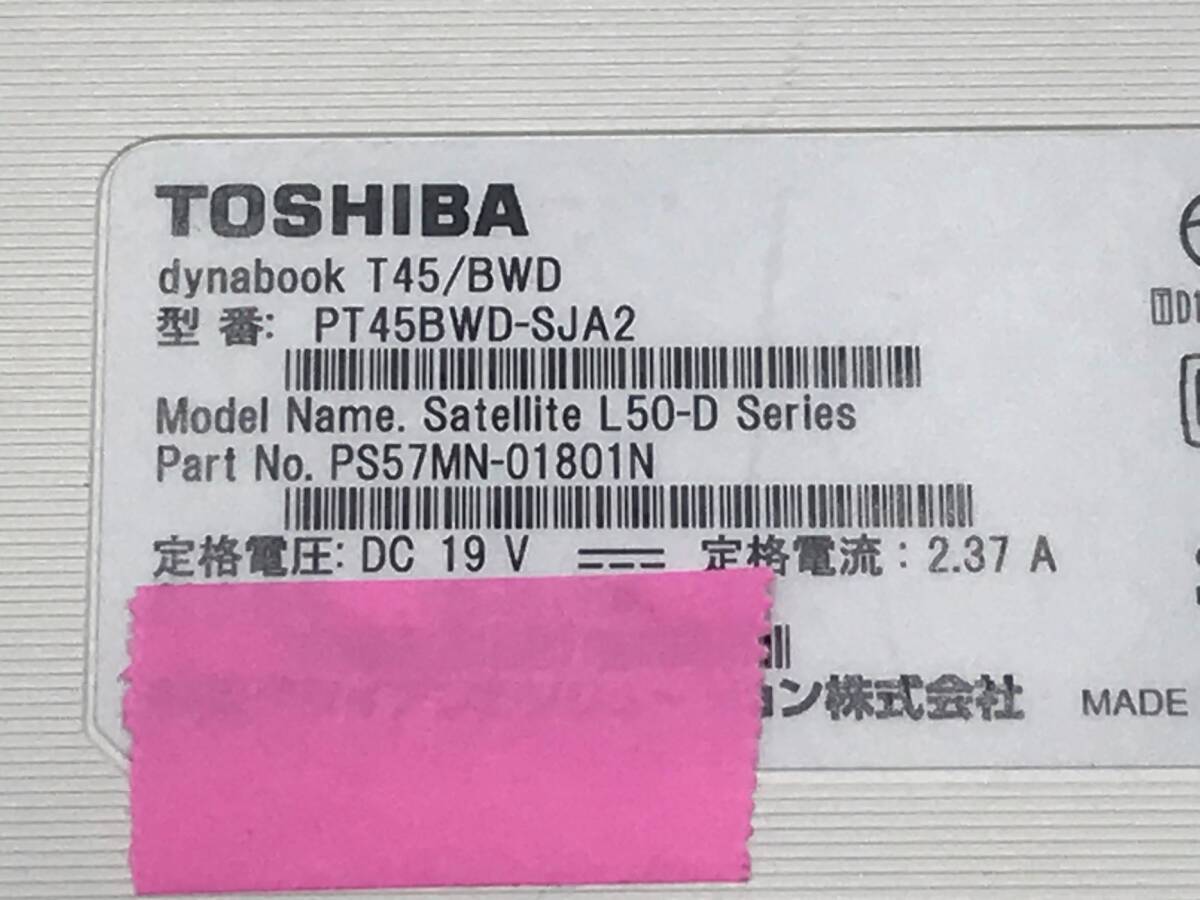 TOSHIBA
dynabook T45/BWD
型 番: PT45BWD-SJA2
Model Name. Satellite L50-D Series
Part No. PS57MN-01801N
定格電圧: DC 19 V 定格電流 : 2.37 A
ョン株式会社 MADE